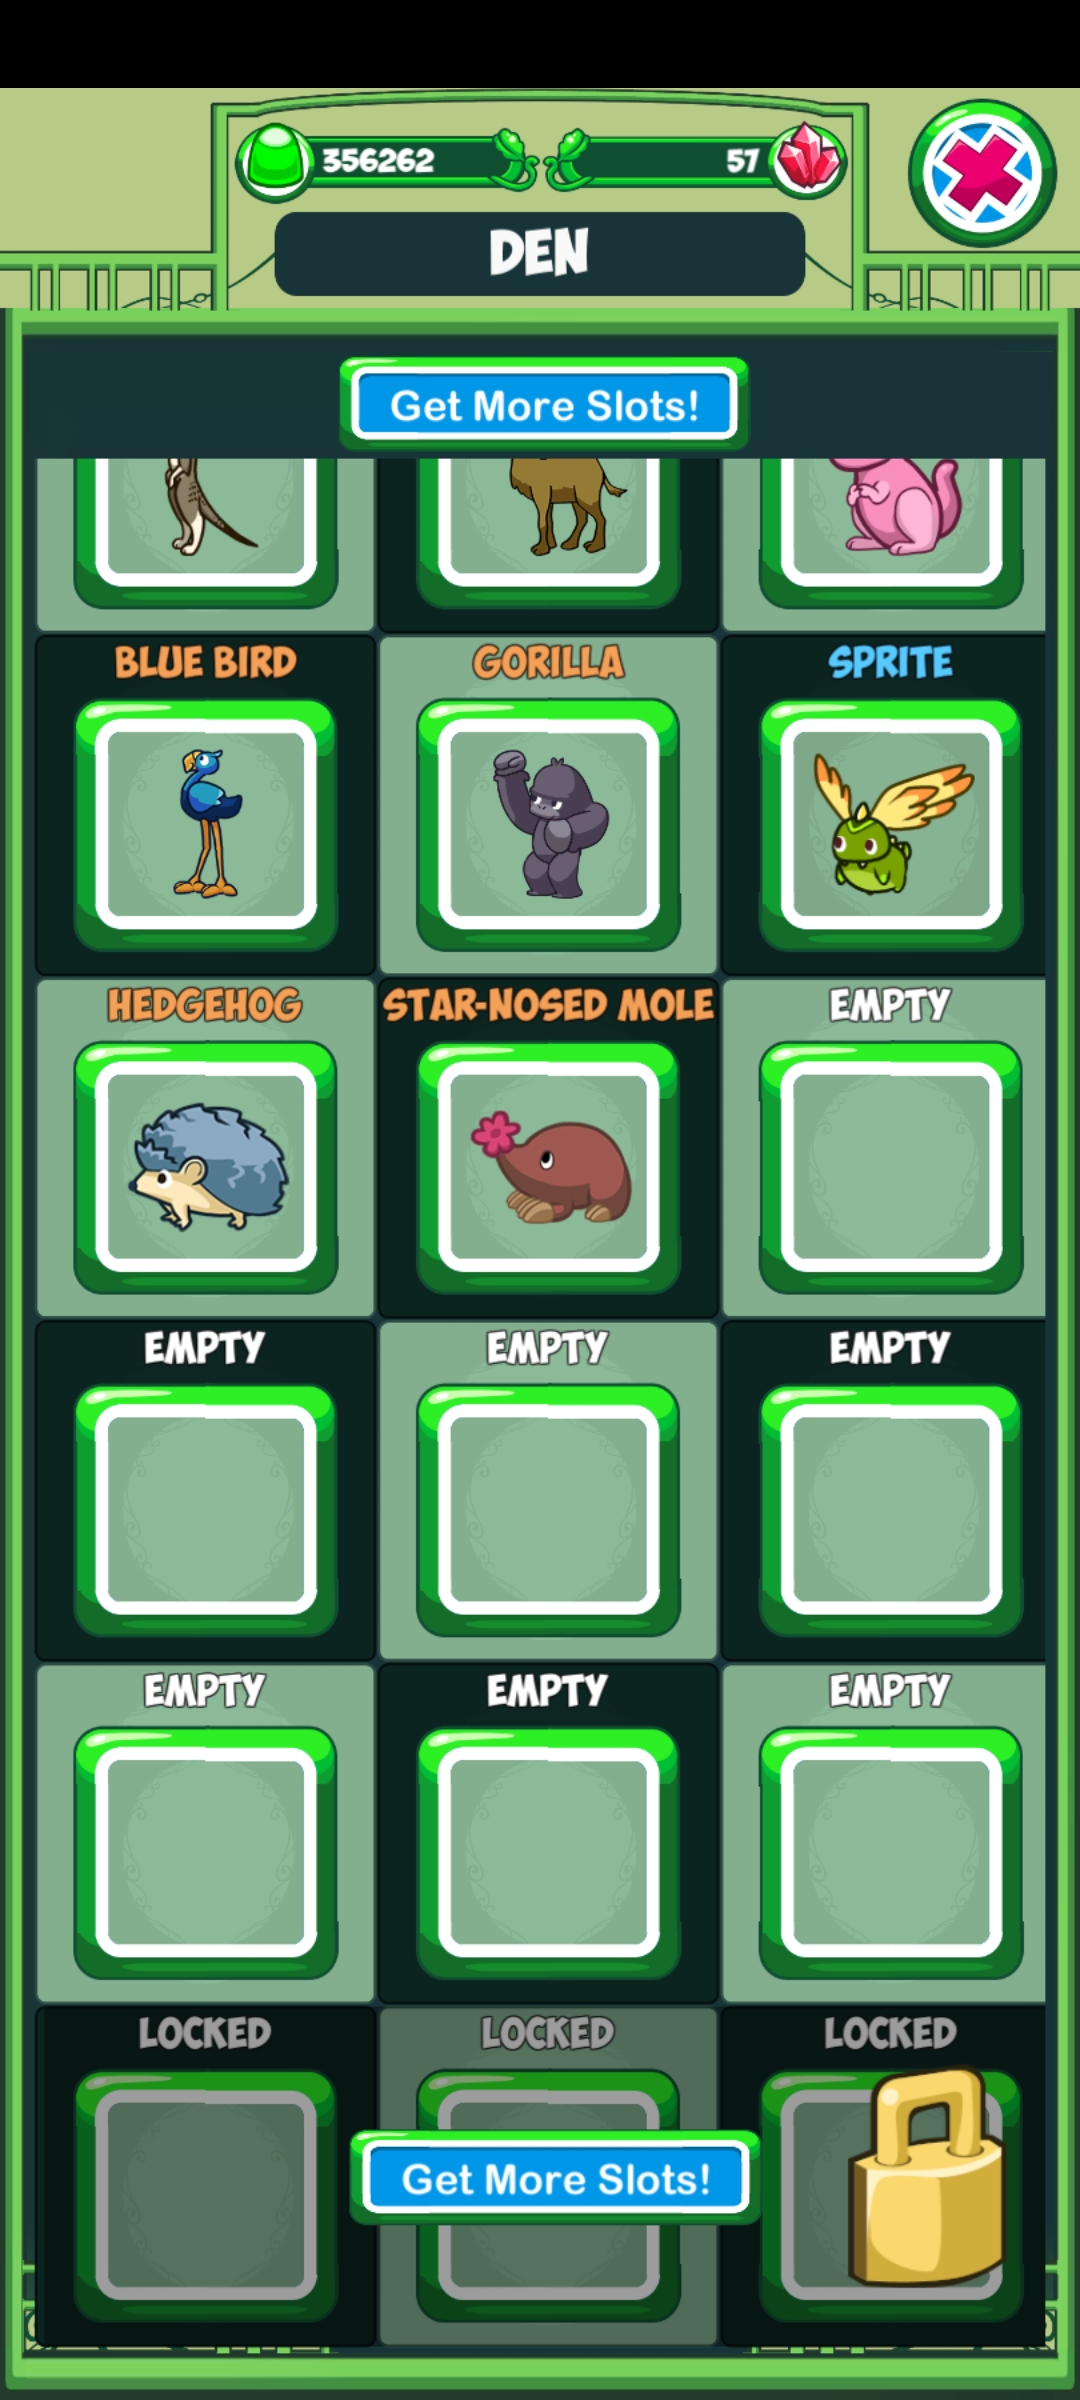 356262
57
DEN
Get More Slots!
BLUE BIRD
GORILLA
SPRITE
HEDGEHOG
STAR-NOSED MOLE
EMPTY
EMPTY
EMPTY
EMPTY
EMPTY
EMPTY
EMPTY
LOCKED
LOCKED
LOCKED
Get More Slots!